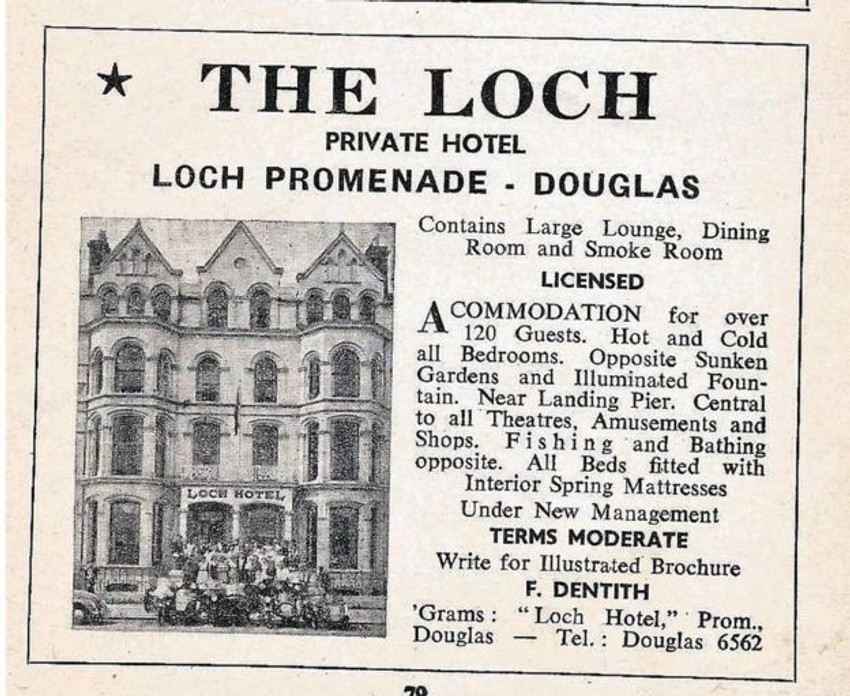 ★ THE LOCH
PRIVATE HOTEL
LOCH PROMENADE - DOUGLAS
LOCH HOTEL
Contains Large Lounge, Dining
Room and Smoke Room
LICENSED
ACOMMODATION for over
120 Guests. Hot and Cold
all Bedrooms. Opposite Sunken
Gardens and Illuminated Foun-
tain. Near Landing Pier. Central
to all Theatres, Amusements and
Shops. Fishing and Bathing
opposite. All Beds fitted with
Interior Spring Mattresses
Under New Management
TERMS MODERATE
Write for Illustrated Brochure
F. DENTITH
'Grams: "Loch Hotel," Prom.,
Douglas — Tel.: Douglas 6562
79